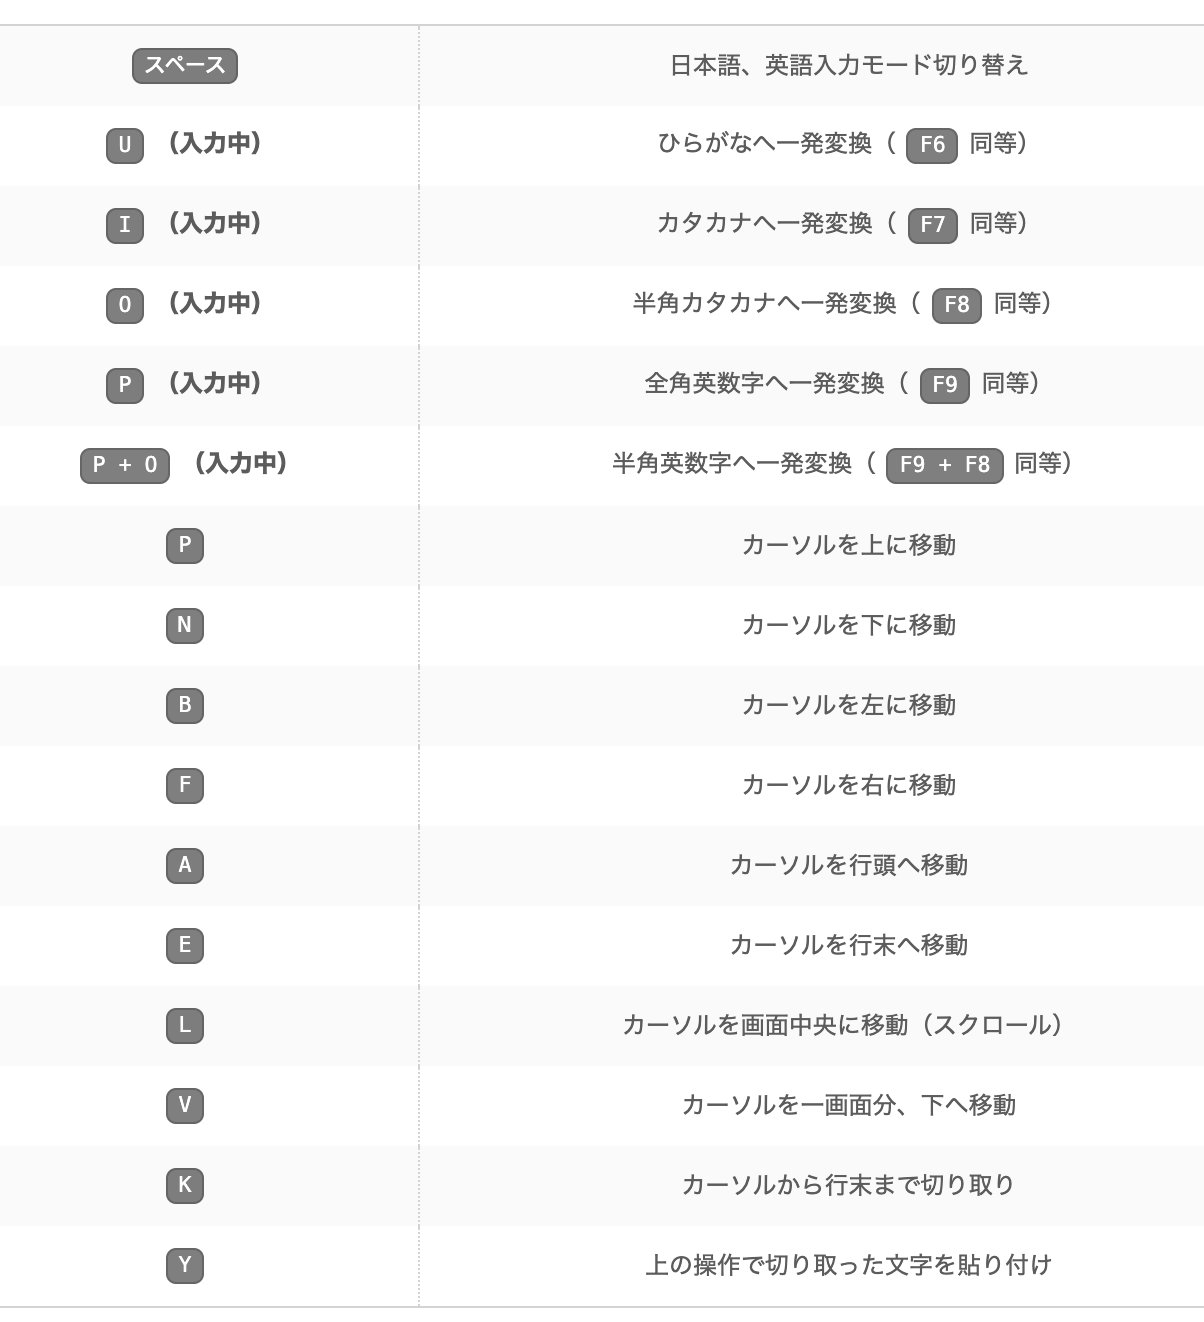 スペース 日本語、英語入力モード切り替え
U （入力中） ひらがなへ一発変換（ F6 同等）
I （入力中） カタカナへ一発変換（ F7 同等）
O （入力中） 半角カタカナへ一発変換（ F8 同等）
P （入力中） 全角英数字へ一発変換（ F9 同等）
P + O （入力中） 半角英数字へ一発変換（ F9 + F8 同等）
P カーソルを上に移動
N カーソルを下に移動
B カーソルを左に移動
F カーソルを右に移動
A カーソルを行頭へ移動
E カーソルを行末へ移動
L カーソルを画面中央に移動（スクロール）
V カーソルを一画面分、下へ移動
K カーソルから行末まで切り取り
Y 上の操作で切り取った文字を貼り付け